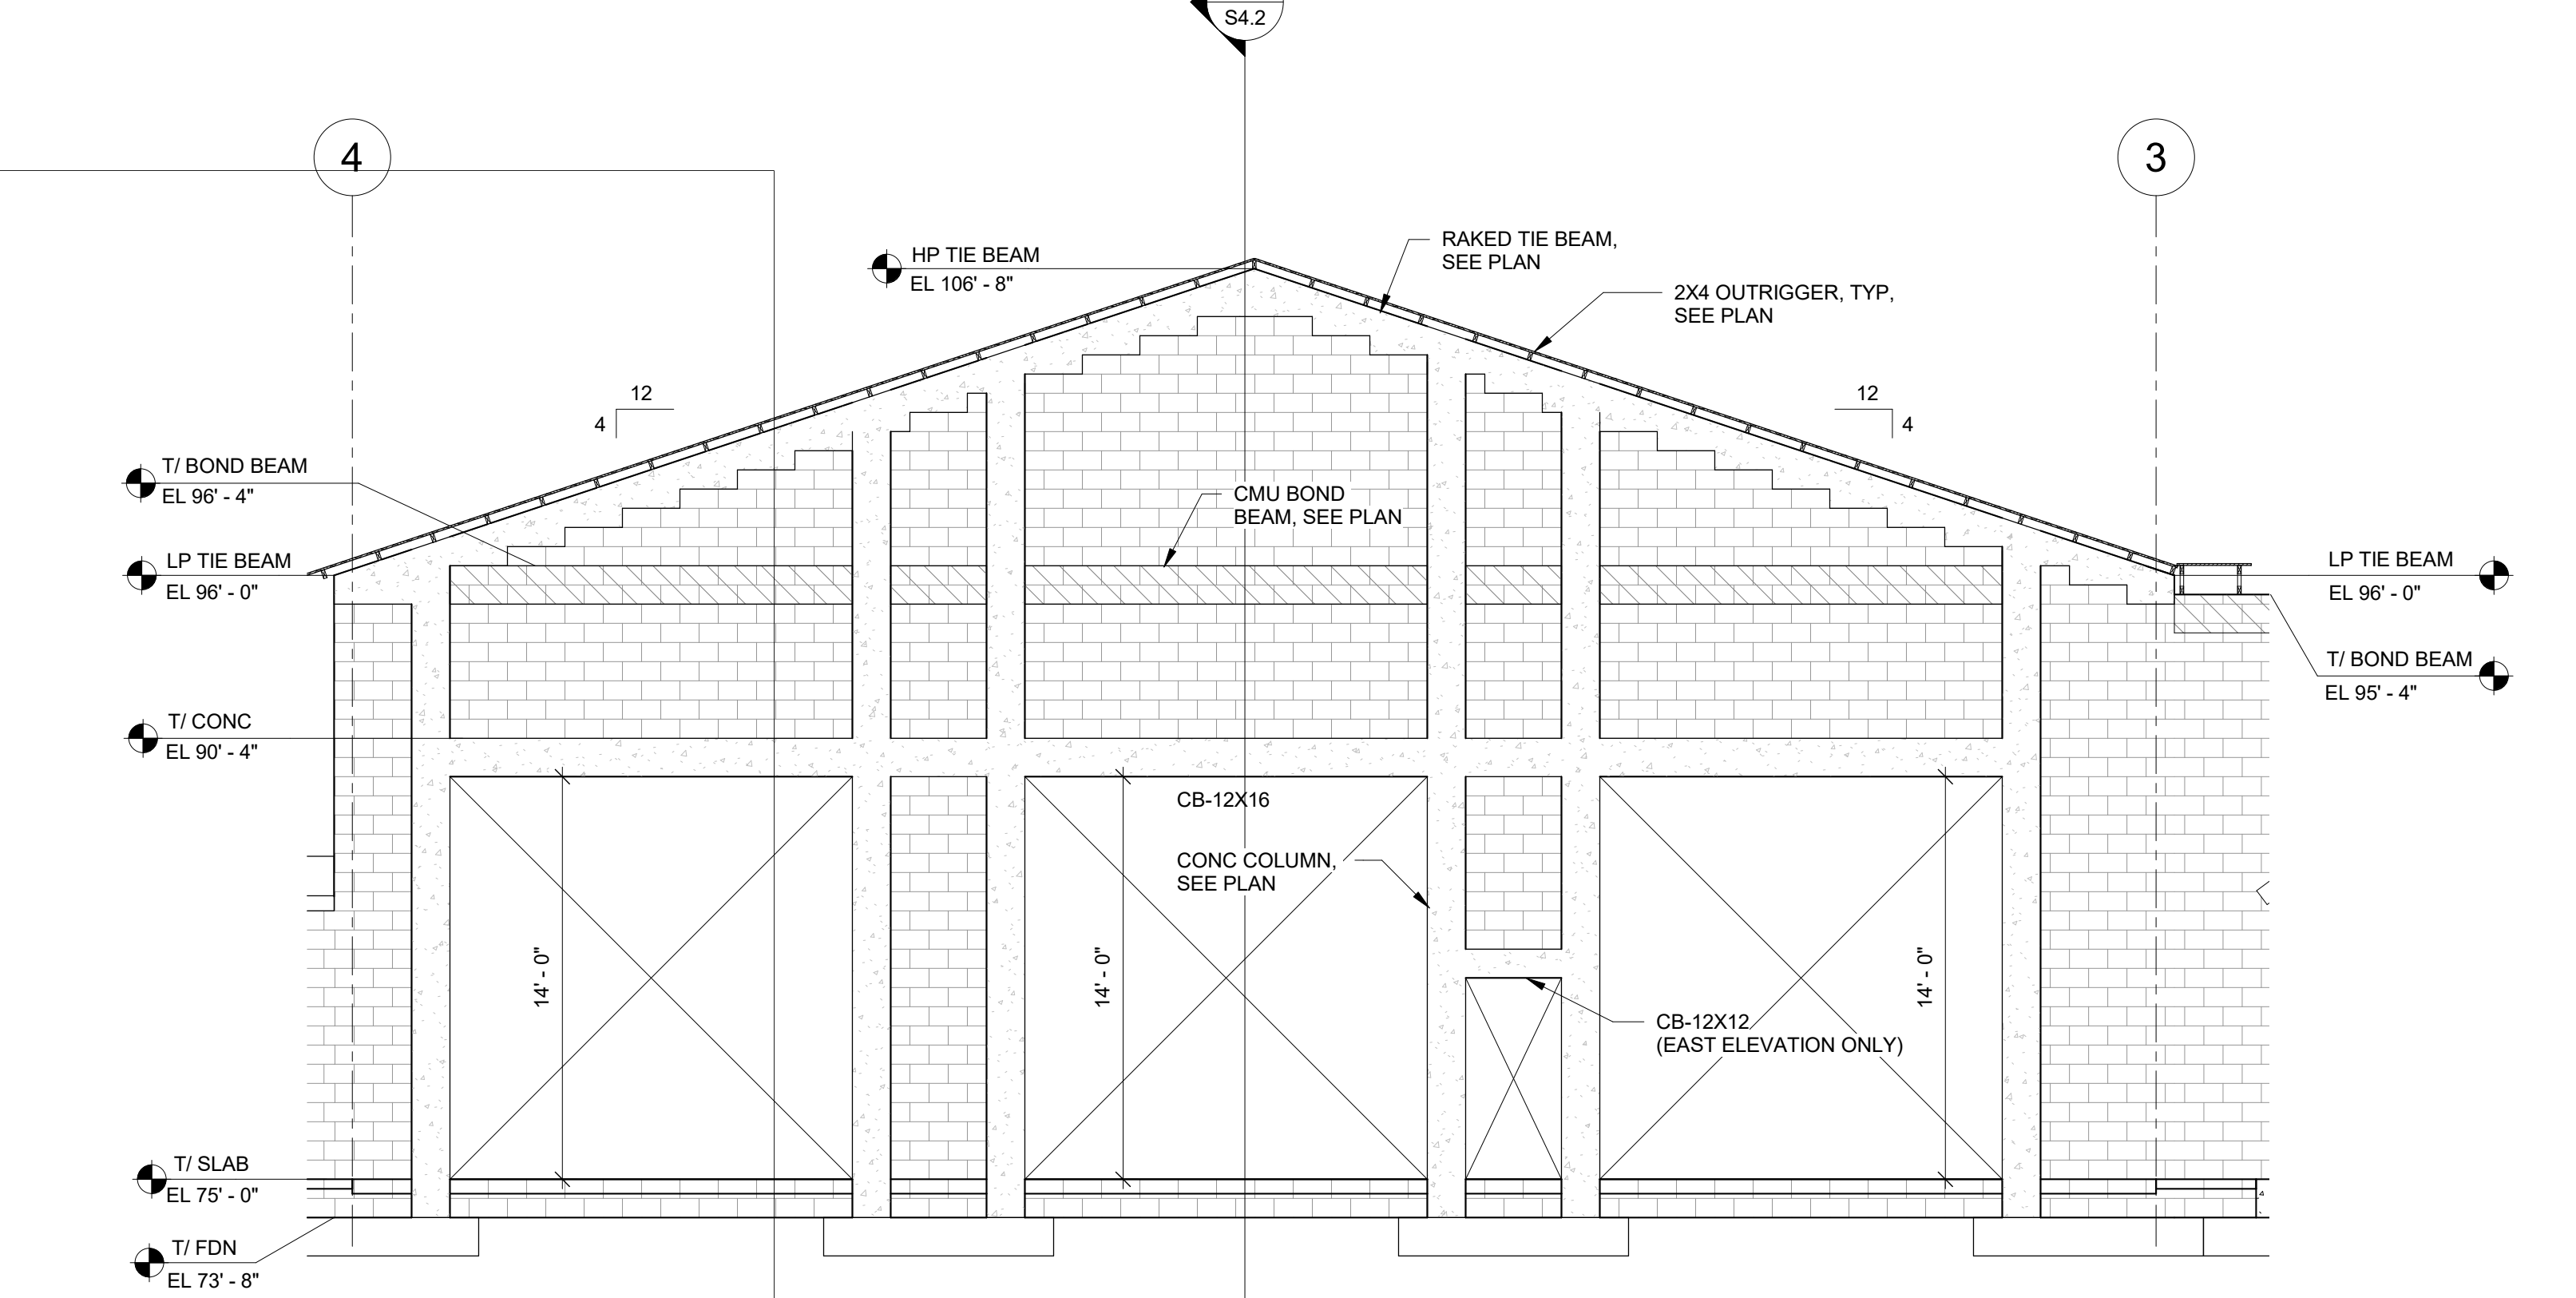 S4.2
4
3
HP TIE BEAM
EL 106' - 8"
RAKED TIE BEAM,
SEE PLAN
2X4 OUTRIGGER, TYP,
SEE PLAN
12
4
12
4
T/ BOND BEAM
EL 96' - 4"
CMU BOND
BEAM, SEE PLAN
LP TIE BEAM
EL 96' - 0"
LP TIE BEAM
EL 96' - 0"
T/ BOND BEAM
EL 95' - 4"
T/ CONC
EL 90' - 4"
CB-12X16
CONC COLUMN,
SEE PLAN
14' - 0"
14' - 0"
14' - 0"
CB-12X12
(EAST ELEVATION ONLY)
T/ SLAB
EL 75' - 0"
T/ FDN
EL 73' - 8"